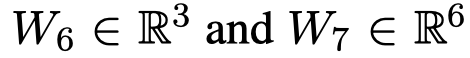 W₆ ∈ ℝ³ and W₇ ∈ ℝ⁶